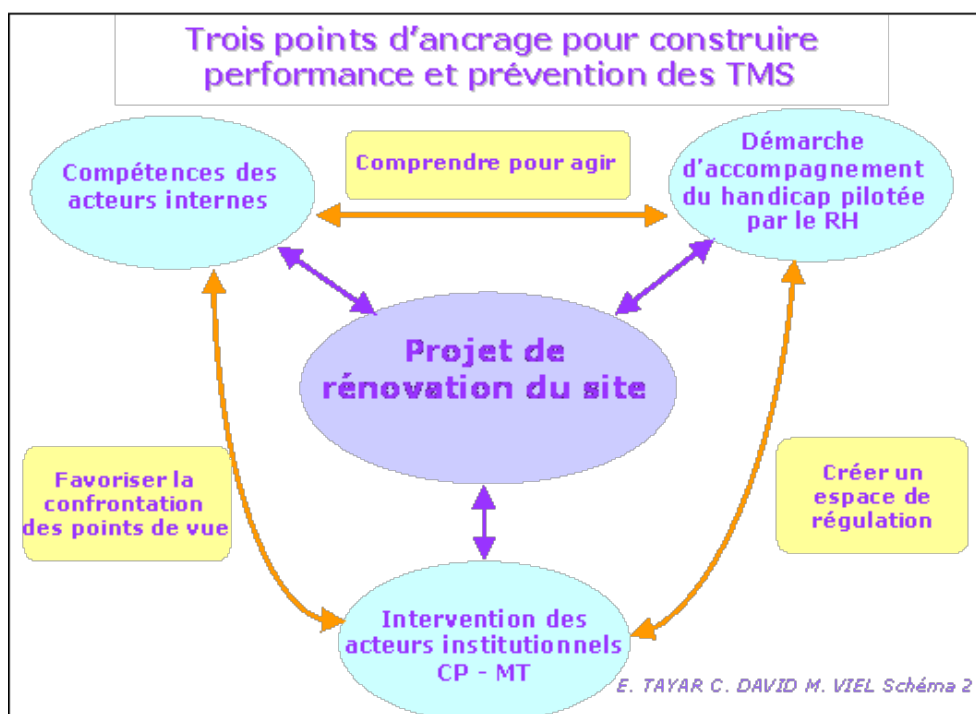 Trois points d'ancrage pour construire
performance et prévention des TMS
Compétences des
acteurs internes
Comprendre pour agir
Démarche
d'accompagnement
du handicap pilotée
par le RH
Projet de
rénovation du site
Favoriser la
confrontation
des points de vue
Créer un
espace de
régulation
Intervention des
acteurs institutionnels
CP - MT
E. TAYAR C. DAVID M. VIEL Schéma 2